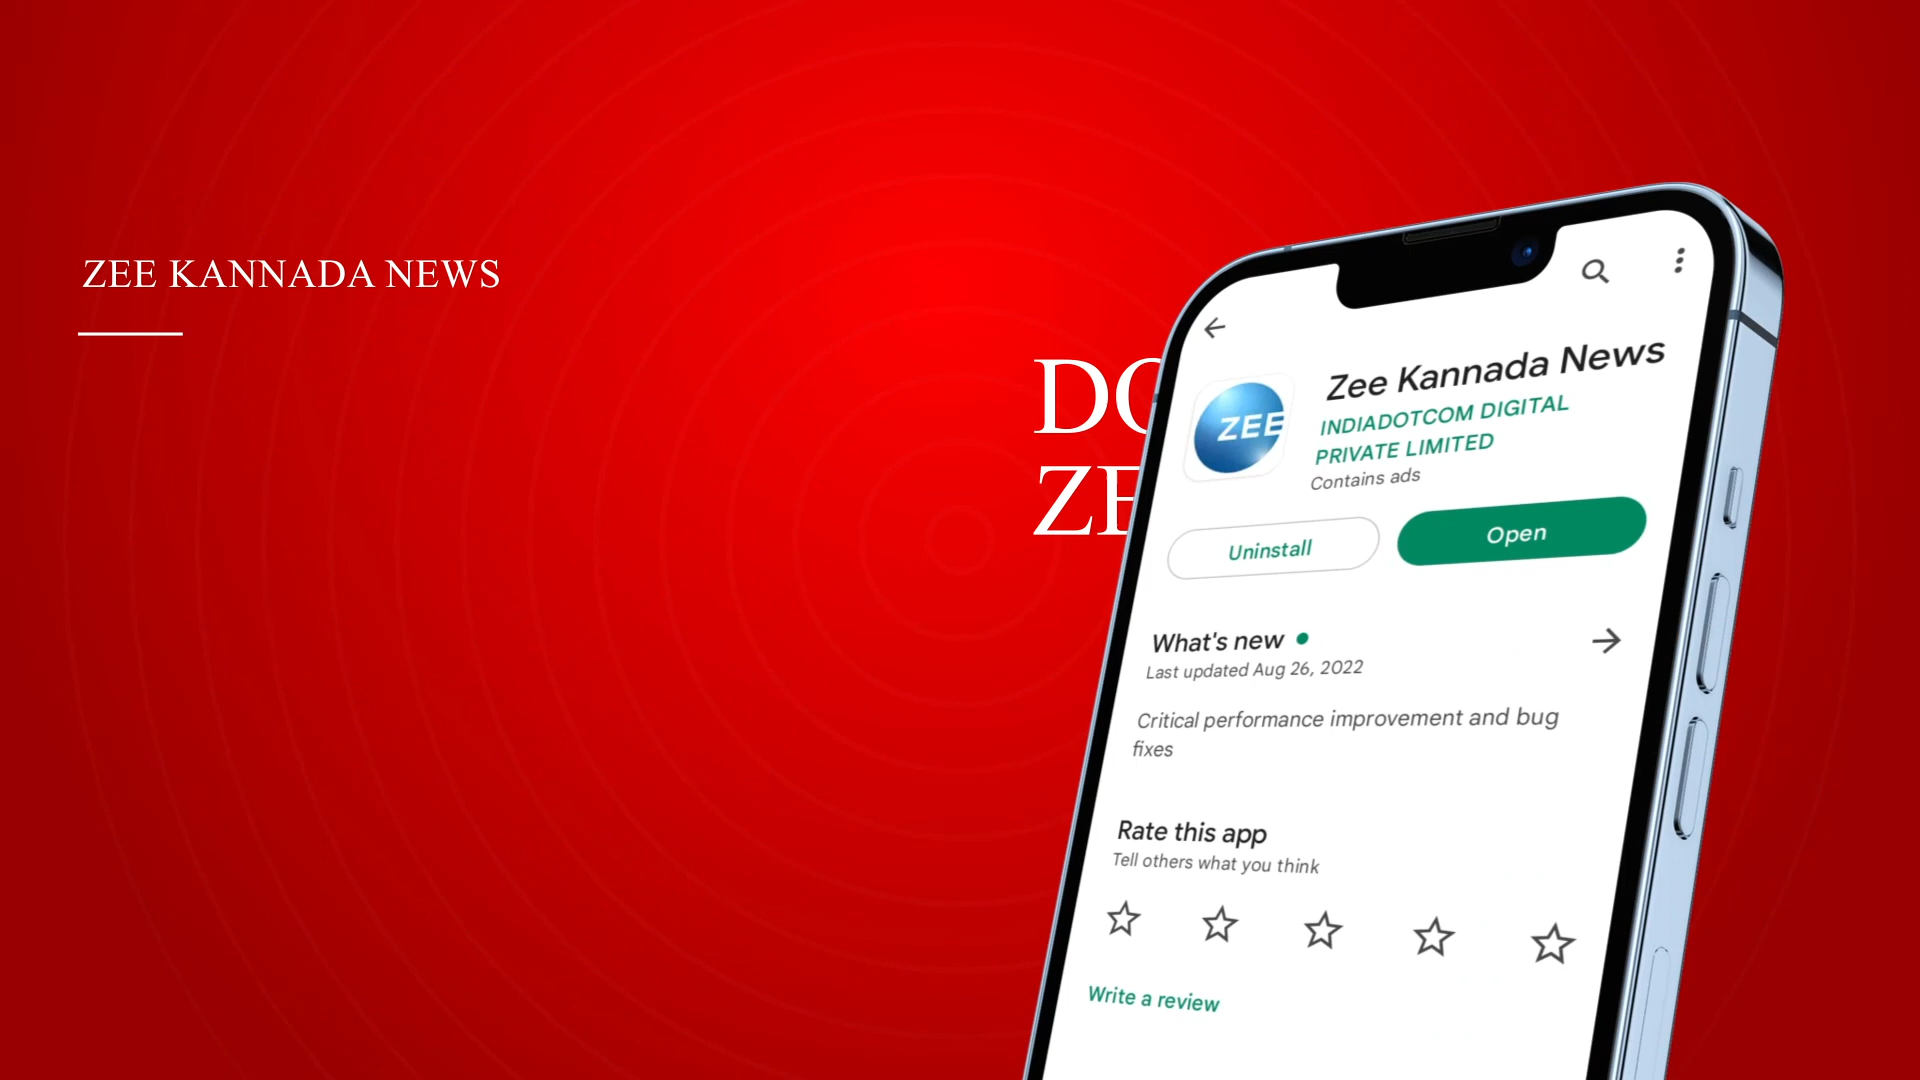 ZEE KANNADA NEWS
Zee Kannada News
ZEE
INDIADOTCOM DIGITAL
PRIVATE LIMITED
Contains ads
Uninstall
Open
What's new
Last updated Aug 26, 2022
Critical performance improvement and bug
fixes
Rate this app
Tell others what you think
Write a review